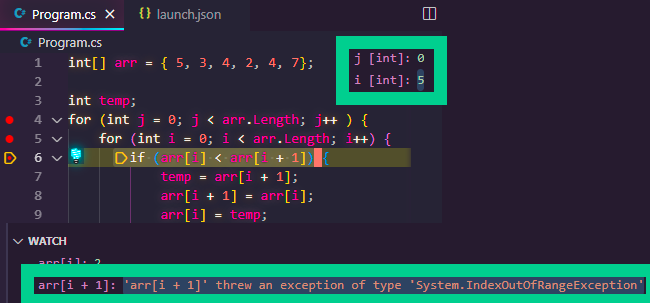 Program.cs
launch.json
Program.cs
j [int]: 0
i [int]: 5
1 int[] arr = { 5, 3, 4, 2, 4, 7};
2
3 int temp;
4 for (int j = 0; j < arr.Length; j++ ) {
5 for (int i = 0; i < arr.Length; i++) {
6 if (arr[i] < arr[i + 1]) {
7 temp = arr[i + 1];
8 arr[i + 1] = arr[i];
9 arr[i] = temp;
WATCH
arr[i]: 2
arr[i + 1]: 'arr[i + 1]' threw an exception of type 'System.IndexOutOfRangeException'